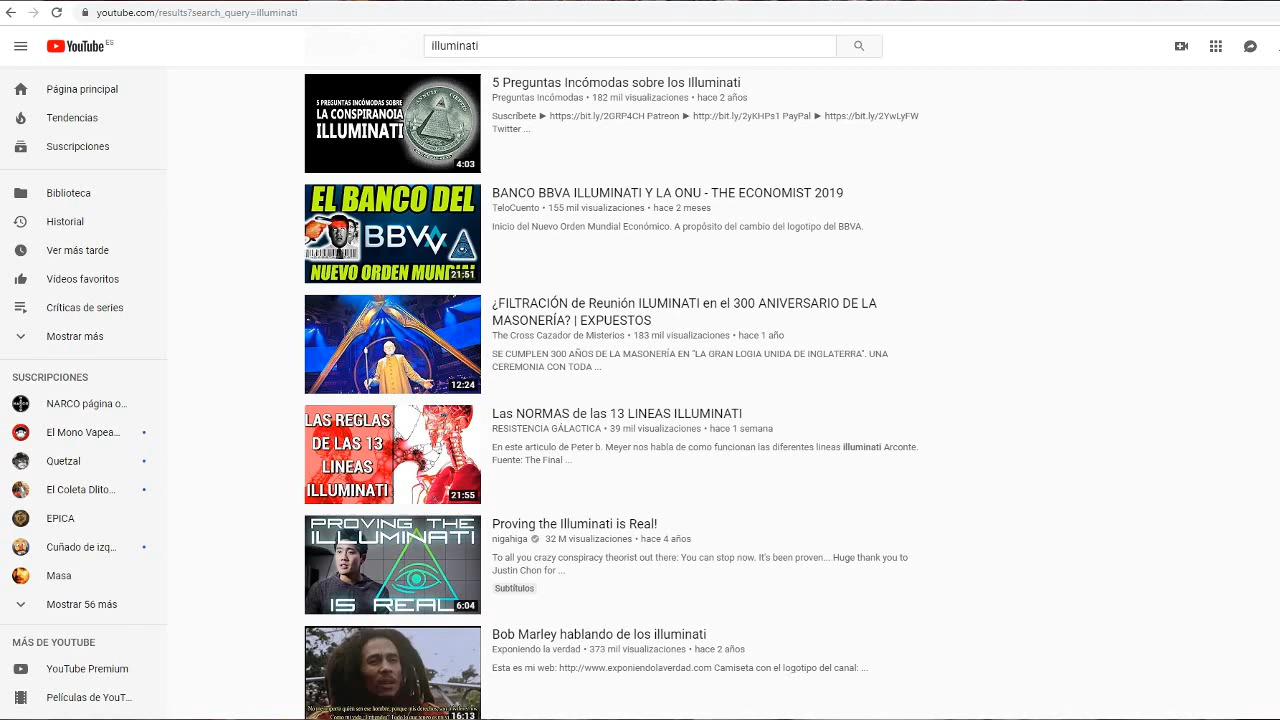 youtube.com/results?search_query=illuminati
YouTube ES
illuminati
Página principal
Tendencias
Suscripciones
Biblioteca
Historial
Ver más tarde
Vídeos favoritos
Críticas de series
Mostrar más
SUSCRIPCIONES
NARCO página o...
El Mono Vapea...
Quetzal
El Coleta Dlito...
EPICA
Cuñado de izq...
Masa
Mostrar 56 más
MÁS DE YOUTUBE
YouTube Premium
Películas de YouT...
5 PREGUNTAS INCÓMODAS SOBRE
LA CONSPIRANOIA
ILLUMINATI
ANNUIT CŒPTIS
4:03
5 Preguntas Incómodas sobre los Illuminati
Preguntas Incómodas • 182 mil visualizaciones • hace 2 años
Suscríbete ► https://bit.ly/2GRP4CH Patreon ► http://bit.ly/2yKHPs1 PayPal ► https://bit.ly/2YwLyFW
Twitter ...
EL BANCO DEL
BBVA
NUEVO ORDEN MUNDIAL
21:51
BANCO BBVA ILLUMINATI Y LA ONU - THE ECONOMIST 2019
TeloCuento • 155 mil visualizaciones • hace 2 meses
Inicio del Nuevo Orden Mundial Económico. A propósito del cambio del logotipo del BBVA.
12:24
¿FILTRACIÓN de Reunión ILUMINATI en el 300 ANIVERSARIO DE LA
MASONERÍA? | EXPUESTOS
The Cross Cazador de Misterios • 183 mil visualizaciones • hace 1 año
SE CUMPLEN 300 AÑOS DE LA MASONERÍA EN "LA GRAN LOGIA UNIDA DE INGLATERRA". UNA
CEREMONIA CON TODA ...
LAS REGLAS
DE LAS 13
LINEAS
ILLUMINATI
21:55
Las NORMAS de las 13 LINEAS ILLUMINATI
RESISTENCIA GÁLACTICA • 39 mil visualizaciones • hace 1 semana
En este articulo de Peter b. Meyer nos habla de como funcionan las diferentes lineas illuminati Arconte.
Fuente: The Final ...
PROVING THE
ILLUMINATI
IS REAL
6:04
Proving the Illuminati is Real!
nigahiga 32 M visualizaciones • hace 4 años
To all you crazy conspiracy theorist out there: You can stop now. It's been proven... Huge thank you to
Justin Chon for ...
Subtítulos
16:13
Bob Marley hablando de los illuminati
Exponiendo la verdad • 373 mil visualizaciones • hace 2 años
Esta es mi web: http://www.exponiendolaverdad.com Camiseta con el logotipo del canal: ...